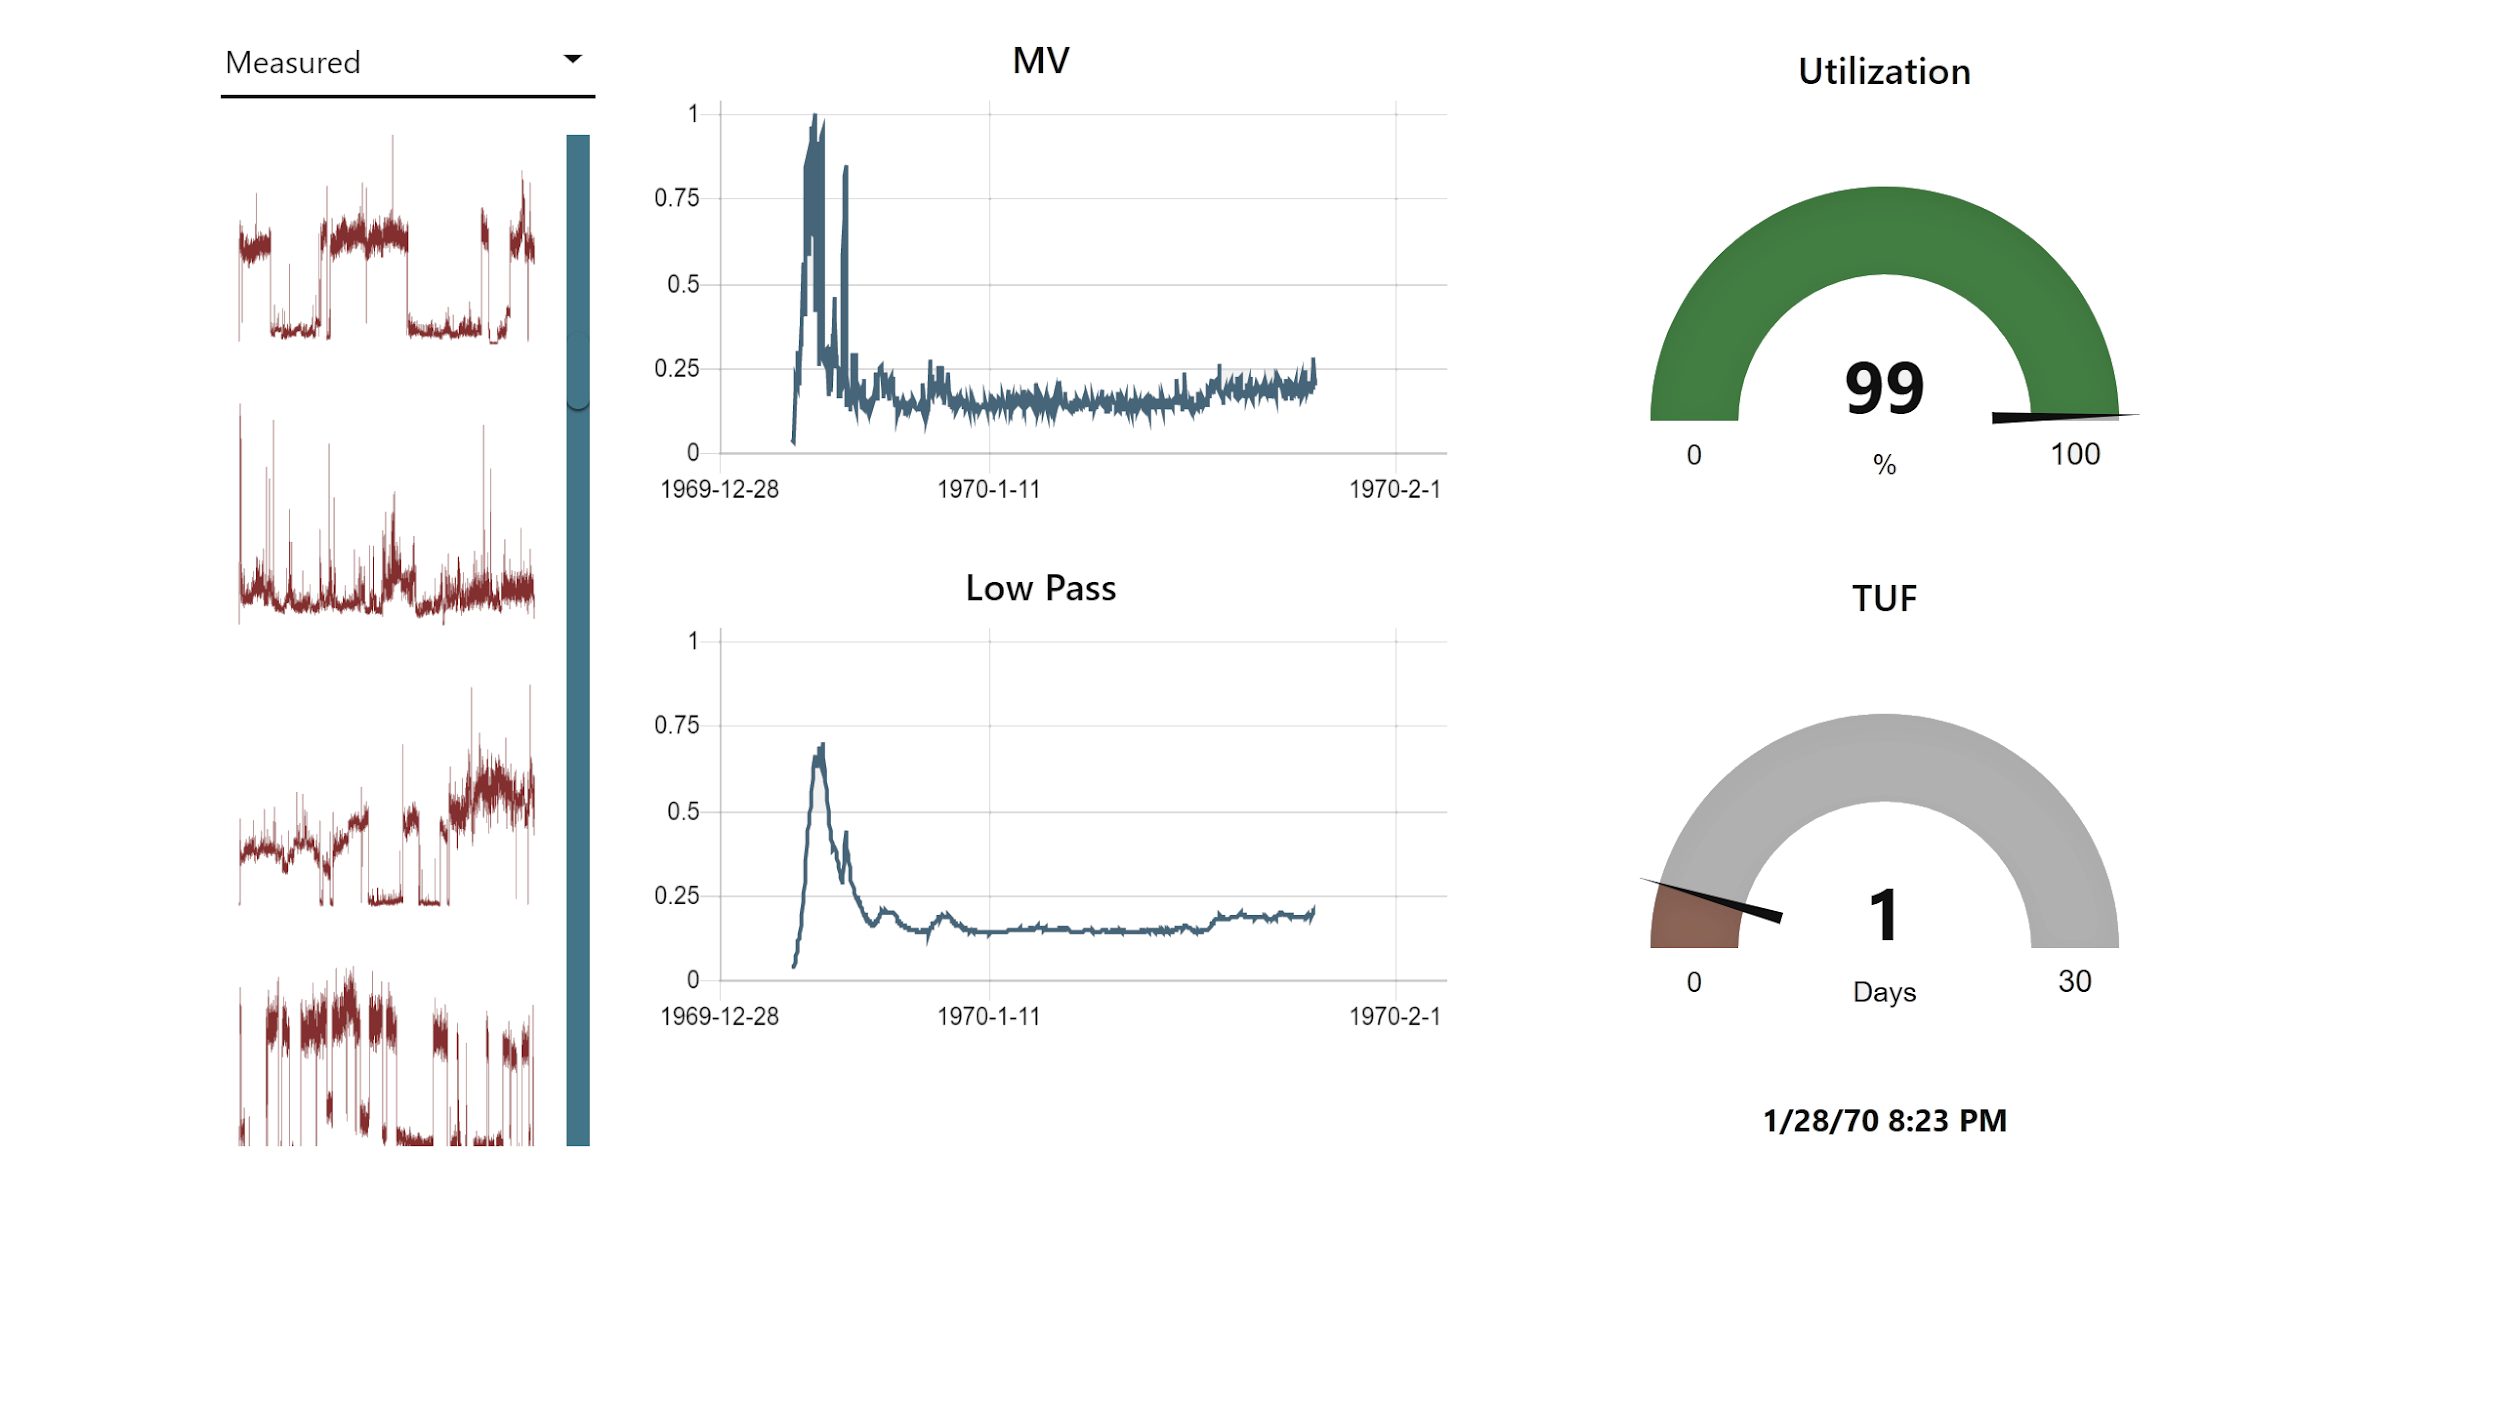 Measured
MV
1
0.75
0.5
0.25
0
1969-12-28 1970-1-11 1970-2-1
Low Pass
1
0.75
0.5
0.25
0
1969-12-28 1970-1-11 1970-2-1
Utilization
99
0 % 100
TUF
1
0 Days 30
1/28/70 8:23 PM